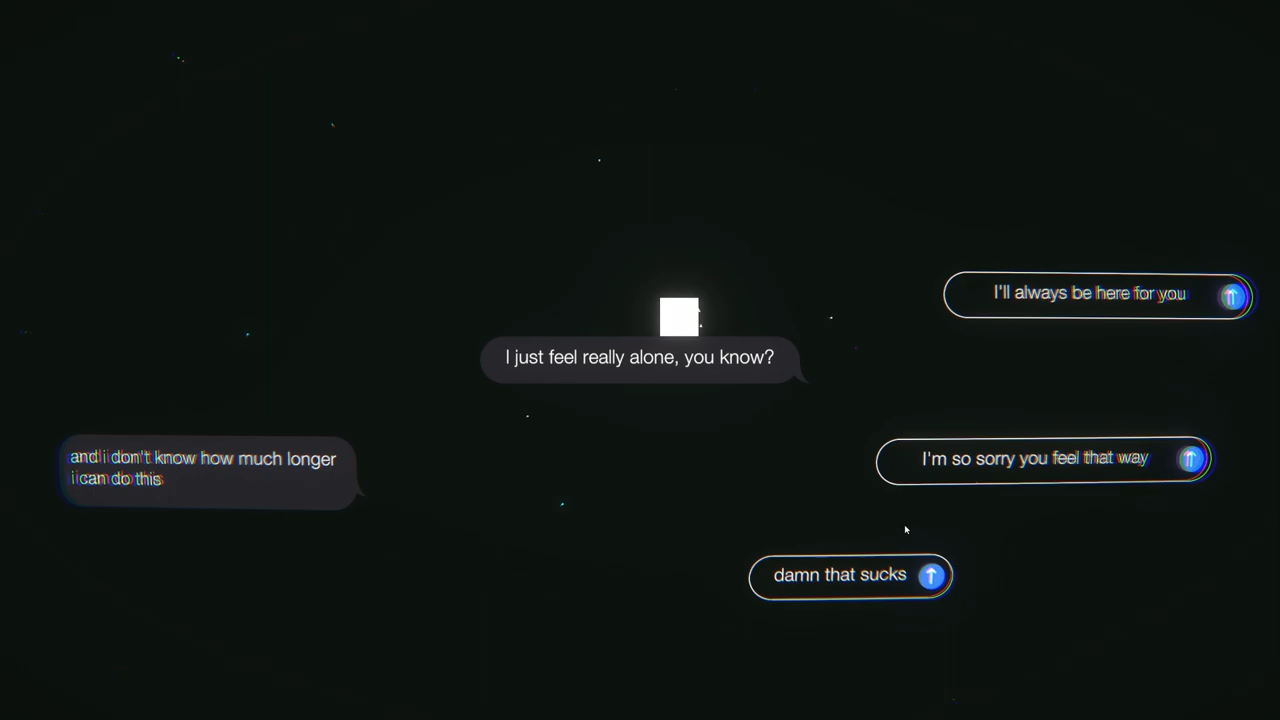 I'll always be here for you
I just feel really alone, you know?
and i don't know how much longer
i can do this
I'm so sorry you feel that way
damn that sucks